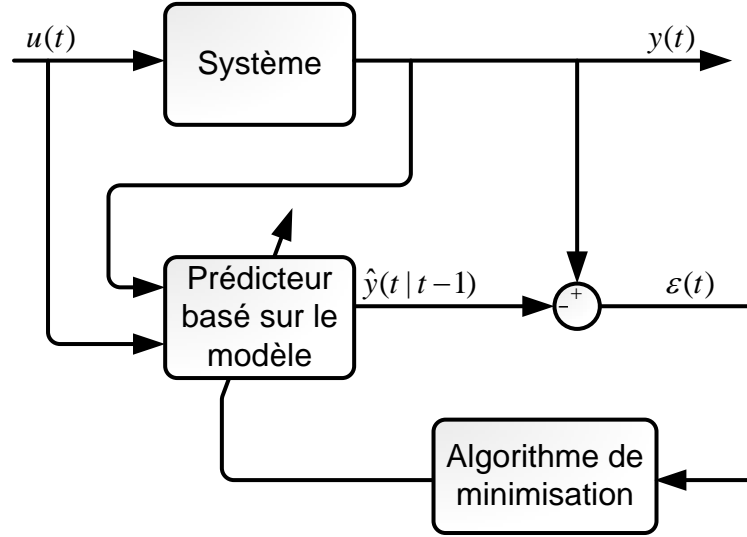 u(t)
Système
y(t)
Prédicteur
basé sur le
modèle
ŷ(t | t−1)
+
-
ε(t)
Algorithme de
minimisation